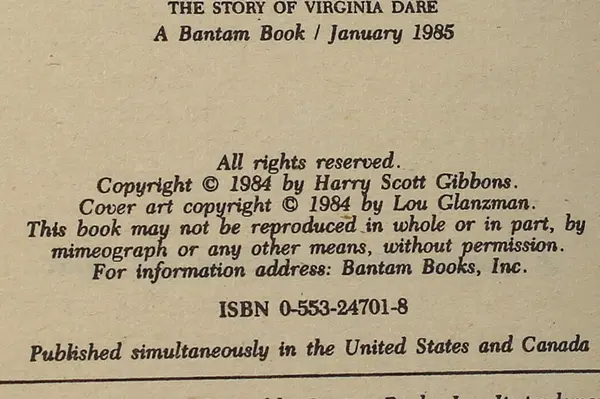 THE STORY OF VIRGINIA DARE
A Bantam Book / January 1985
All rights reserved.
Copyright © 1984 by Harry Scott Gibbons.
Cover art copyright © 1984 by Lou Glanzman.
This book may not be reproduced in whole or in part, by
mimeograph or any other means, without permission.
For information address: Bantam Books, Inc.
ISBN 0-553-24701-8
Published simultaneously in the United States and Canada